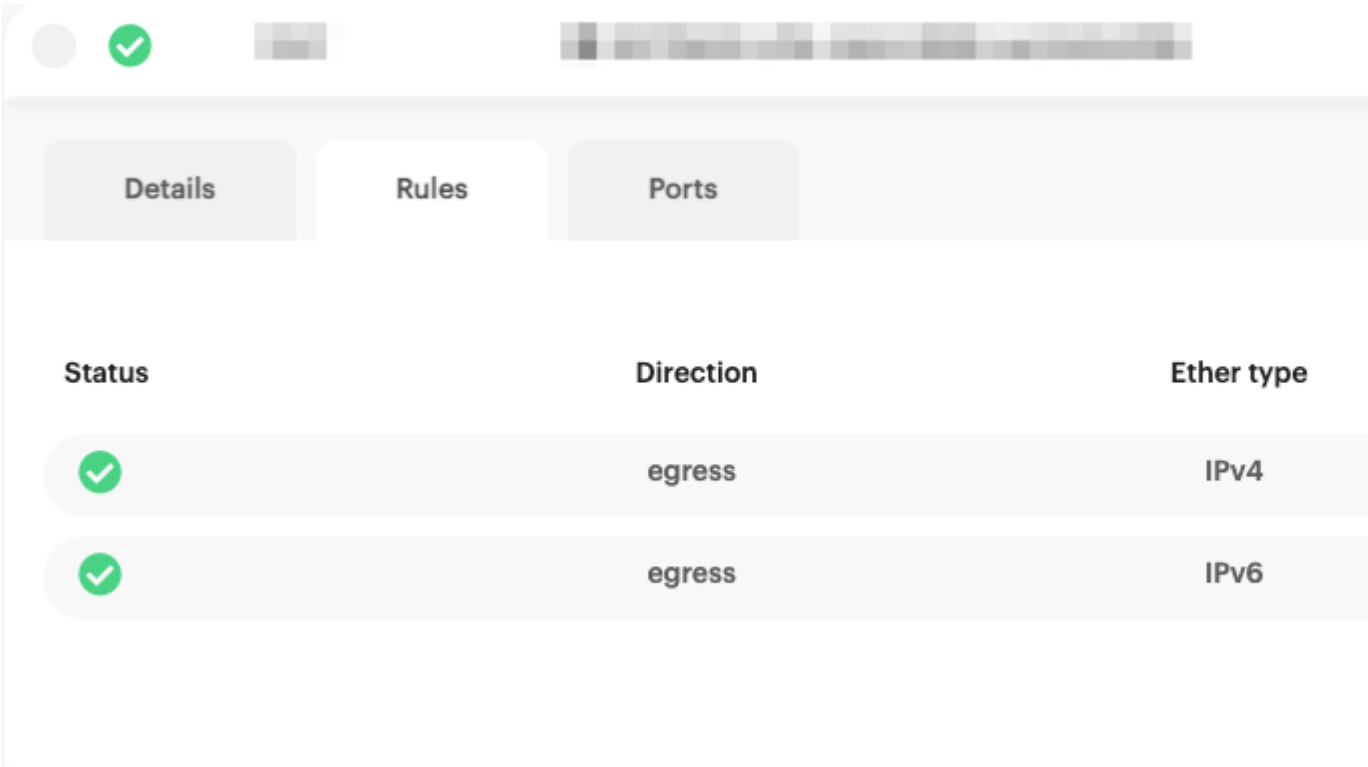 Details Rules Ports
Status Direction Ether type
egress IPv4
egress IPv6